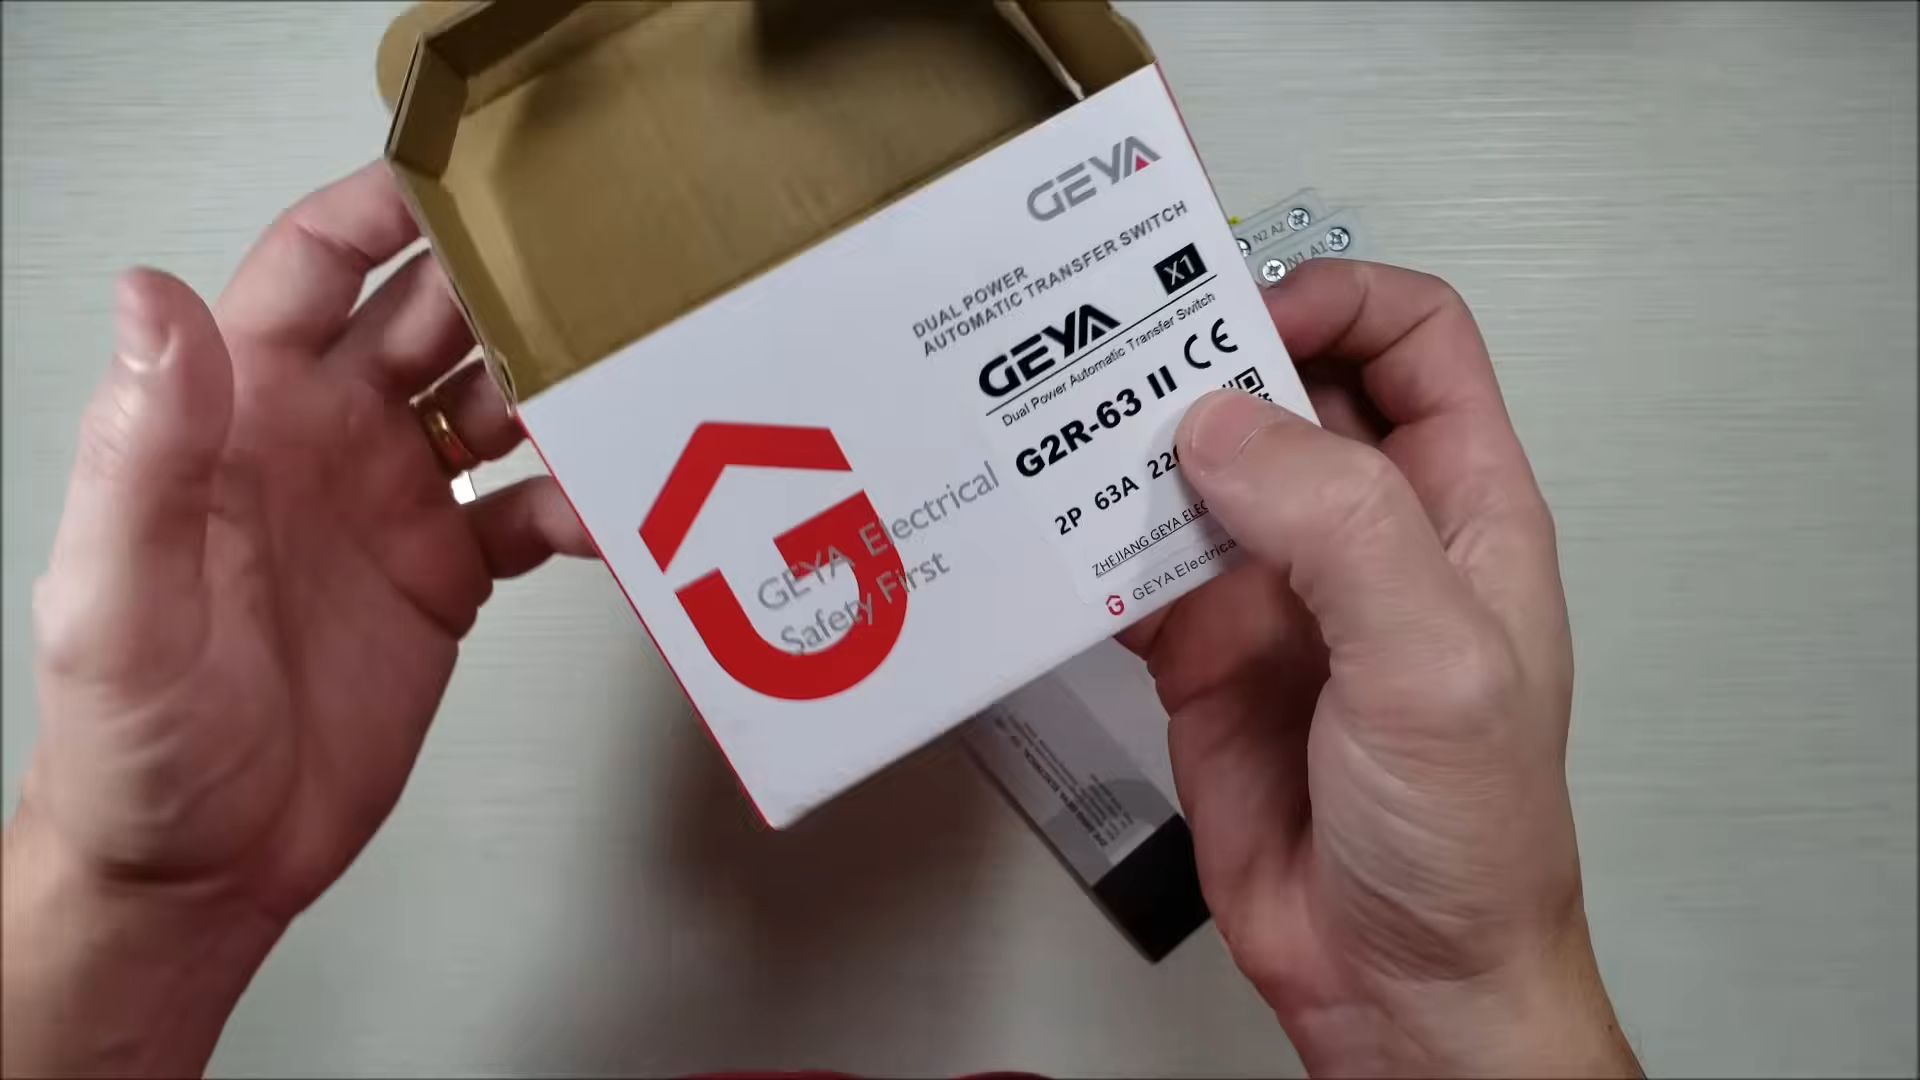 GEYA
DUAL POWER
AUTOMATIC TRANSFER SWITCH
X1
GEYA
Dual Power Automatic Transfer Switch
G2R-63 II CE
2P 63A
ZHEJIANG GEYA
GEYA Electrical
GEYA Electrical
Safety First
N2 A2
N1 A1